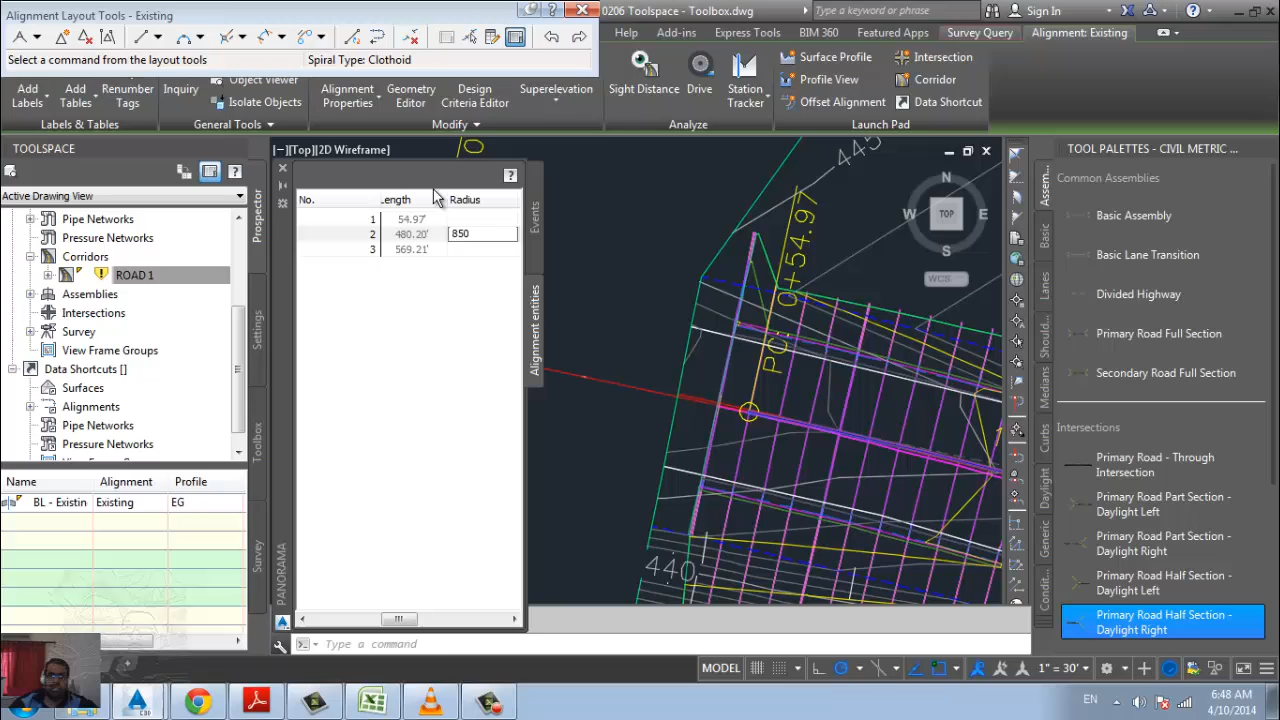 Alignment Layout Tools - Existing
0206 Toolspace - Toolbox.dwg
Type a keyword or phrase
Sign In
Select a command from the layout tools
Spiral Type: Clothoid
Help
Add-ins
Express Tools
BIM 360
Featured Apps
Survey Query
Alignment: Existing
Add Labels
Add Tables
Renumber Tags
Inquiry
Object Viewer
Isolate Objects
Alignment Properties
Geometry Editor
Design Criteria Editor
Superelevation
Sight Distance
Drive
Station Tracker
Surface Profile
Profile View
Offset Alignment
Intersection
Corridor
Data Shortcut
Labels & Tables
General Tools
Modify
Analyze
Launch Pad
TOOLSPACE
Active Drawing View
Pipe Networks
Pressure Networks
Corridors
ROAD 1
Assemblies
Intersections
Survey
View Frame Groups
Data Shortcuts []
Surfaces
Alignments
Pipe Networks
Pressure Networks
Prospector
Settings
Toolbox
Survey
Name Alignment Profile
BL - Existin Existing EG
[−][Top][2D Wireframe]
No. Length Radius
1 54.97'
2 480.20' 850
3 569.21'
Events
Alignment entities
PANORAMA
445
0+54.97
440
N
W TOP E
S
WCS
Type a command
TOOL PALETTES - CIVIL METRIC ...
Common Assemblies
Basic Assembly
Basic Lane Transition
Divided Highway
Primary Road Full Section
Secondary Road Full Section
Intersections
Primary Road - Through Intersection
Primary Road Part Section - Daylight Left
Primary Road Part Section - Daylight Right
Primary Road Half Section - Daylight Left
Primary Road Half Section - Daylight Right
Assem...
Basic
Lanes
Should...
Medians
Curbs
Daylight
Generic
Condit...
MODEL
1" = 30'
EN
6:48 AM
4/10/2014